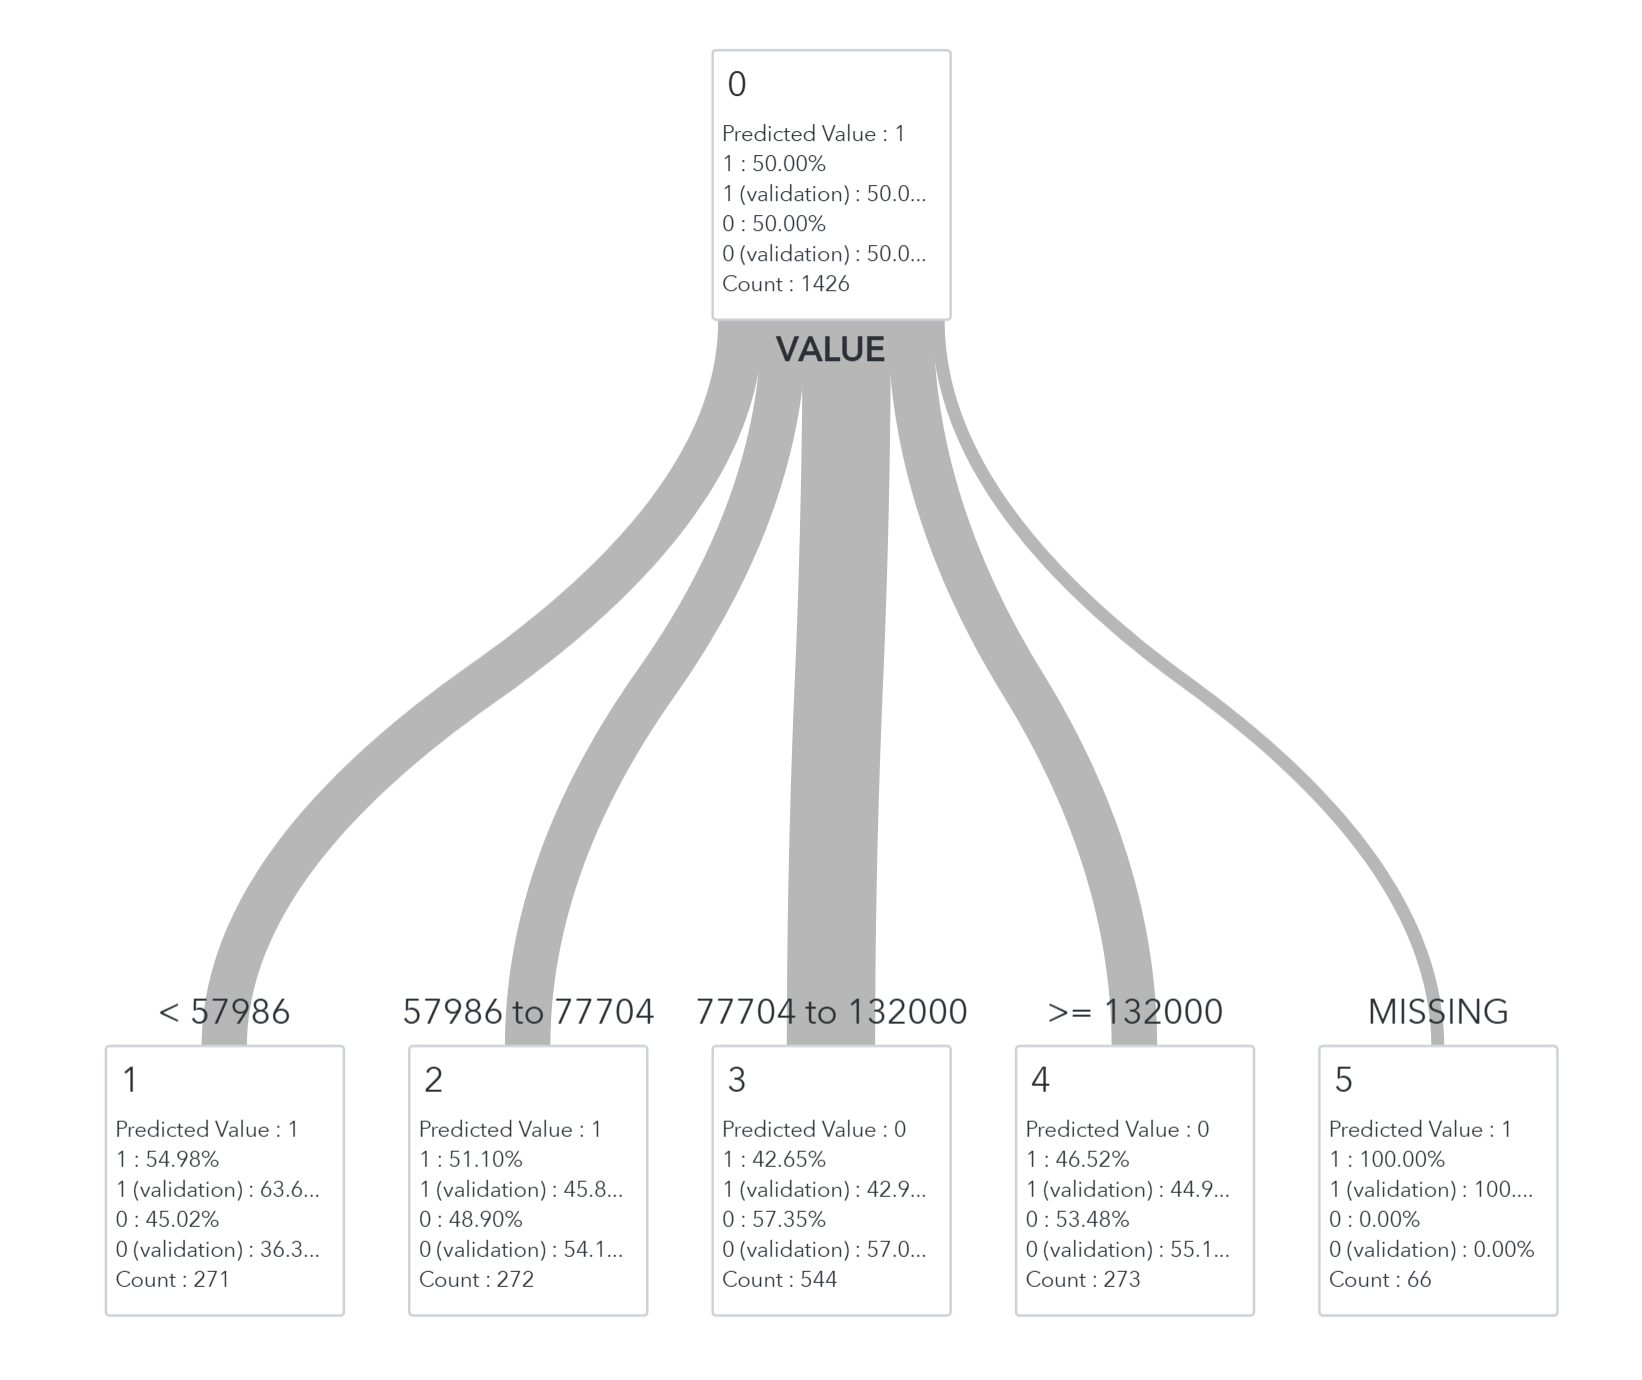 0
Predicted Value : 1
1 : 50.00%
1 (validation) : 50.0...
0 : 50.00%
0 (validation) : 50.0...
Count : 1426
VALUE
< 57986
57986 to 77704
77704 to 132000
>= 132000
MISSING
1
Predicted Value : 1
1 : 54.98%
1 (validation) : 63.6...
0 : 45.02%
0 (validation) : 36.3...
Count : 271
2
Predicted Value : 1
1 : 51.10%
1 (validation) : 45.8...
0 : 48.90%
0 (validation) : 54.1...
Count : 272
3
Predicted Value : 0
1 : 42.65%
1 (validation) : 42.9...
0 : 57.35%
0 (validation) : 57.0...
Count : 544
4
Predicted Value : 0
1 : 46.52%
1 (validation) : 44.9...
0 : 53.48%
0 (validation) : 55.1...
Count : 273
5
Predicted Value : 1
1 : 100.00%
1 (validation) : 100....
0 : 0.00%
0 (validation) : 0.00%
Count : 66